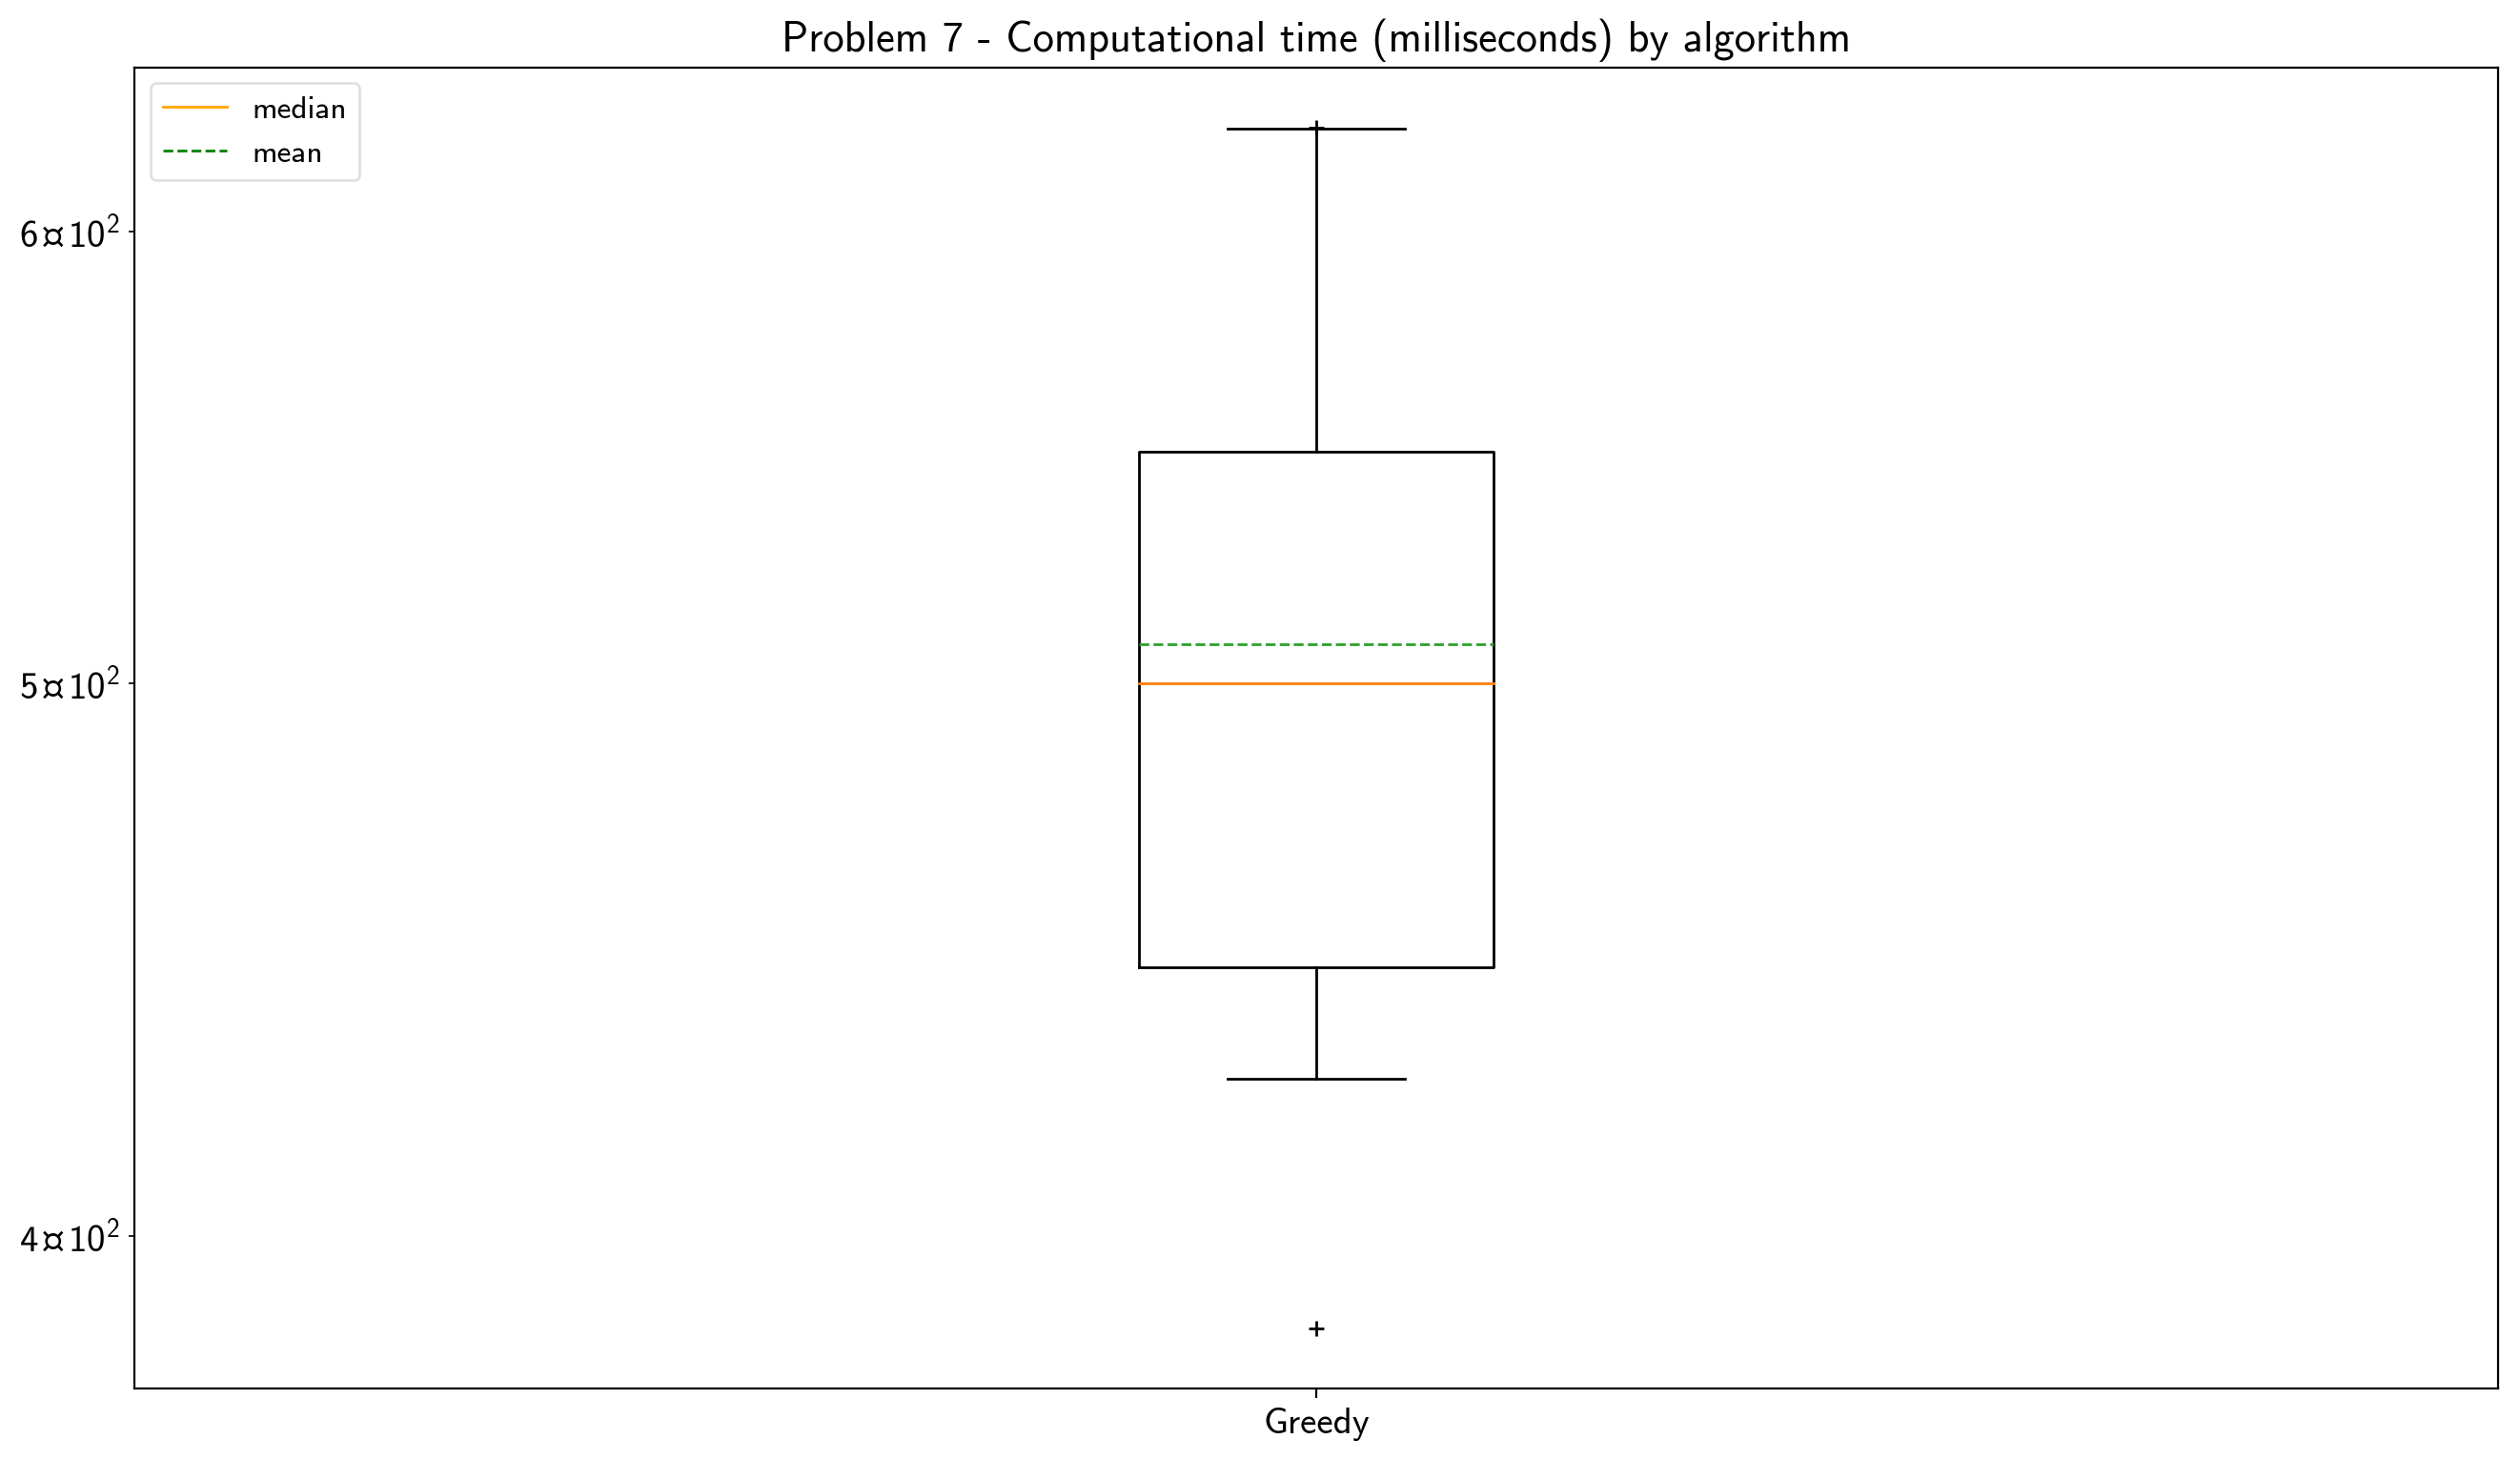 Problem 7 - Computational time (milliseconds) by algorithm
median
mean
6¤10²
5¤10²
4¤10²
Greedy